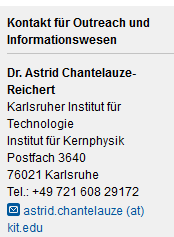 Kontakt für Outreach und
Informationswesen
Dr. Astrid Chantelauze-
Reichert
Karlsruher Institut für
Technologie
Institut für Kernphysik
Postfach 3640
76021 Karlsruhe
Tel.: +49 721 608 29172
astrid.chantelauze (at)
kit.edu